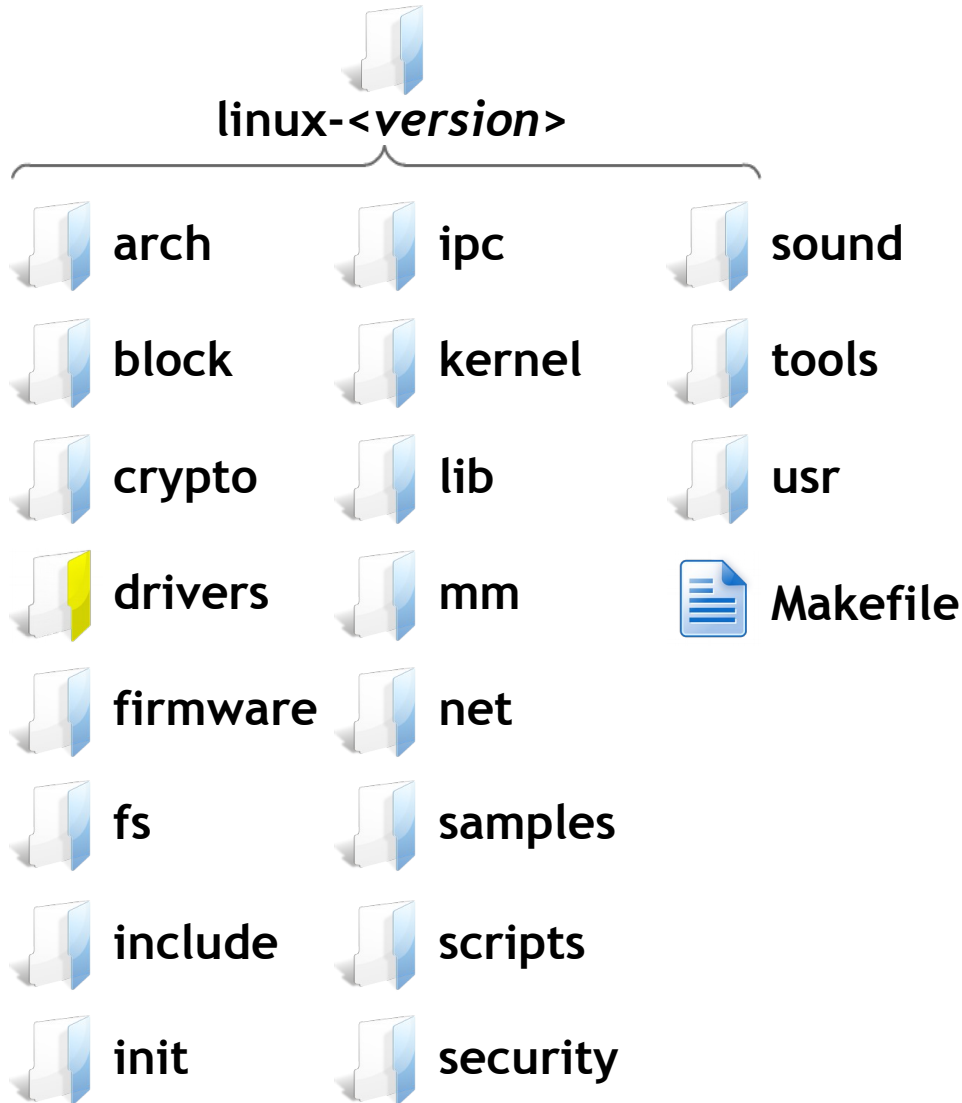 linux-<version>
arch
block
crypto
drivers
firmware
fs
include
init
ipc
kernel
lib
mm
net
samples
scripts
security
sound
tools
usr
Makefile